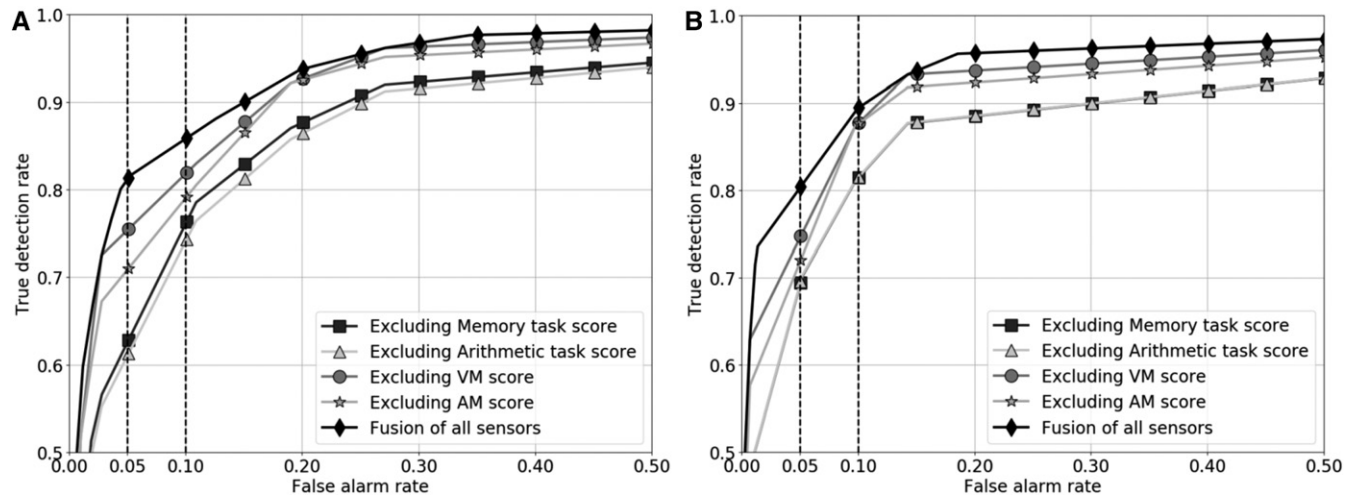 A
True detection rate
1.0
0.9
0.8
0.7
0.6
0.5
0.00
0.05
0.10
0.20
0.30
0.40
0.50
False alarm rate
Excluding Memory task score
Excluding Arithmetic task score
Excluding VM score
Excluding AM score
Fusion of all sensors
B
True detection rate
1.0
0.9
0.8
0.7
0.6
0.5
0.00
0.05
0.10
0.20
0.30
0.40
0.50
False alarm rate
Excluding Memory task score
Excluding Arithmetic task score
Excluding VM score
Excluding AM score
Fusion of all sensors